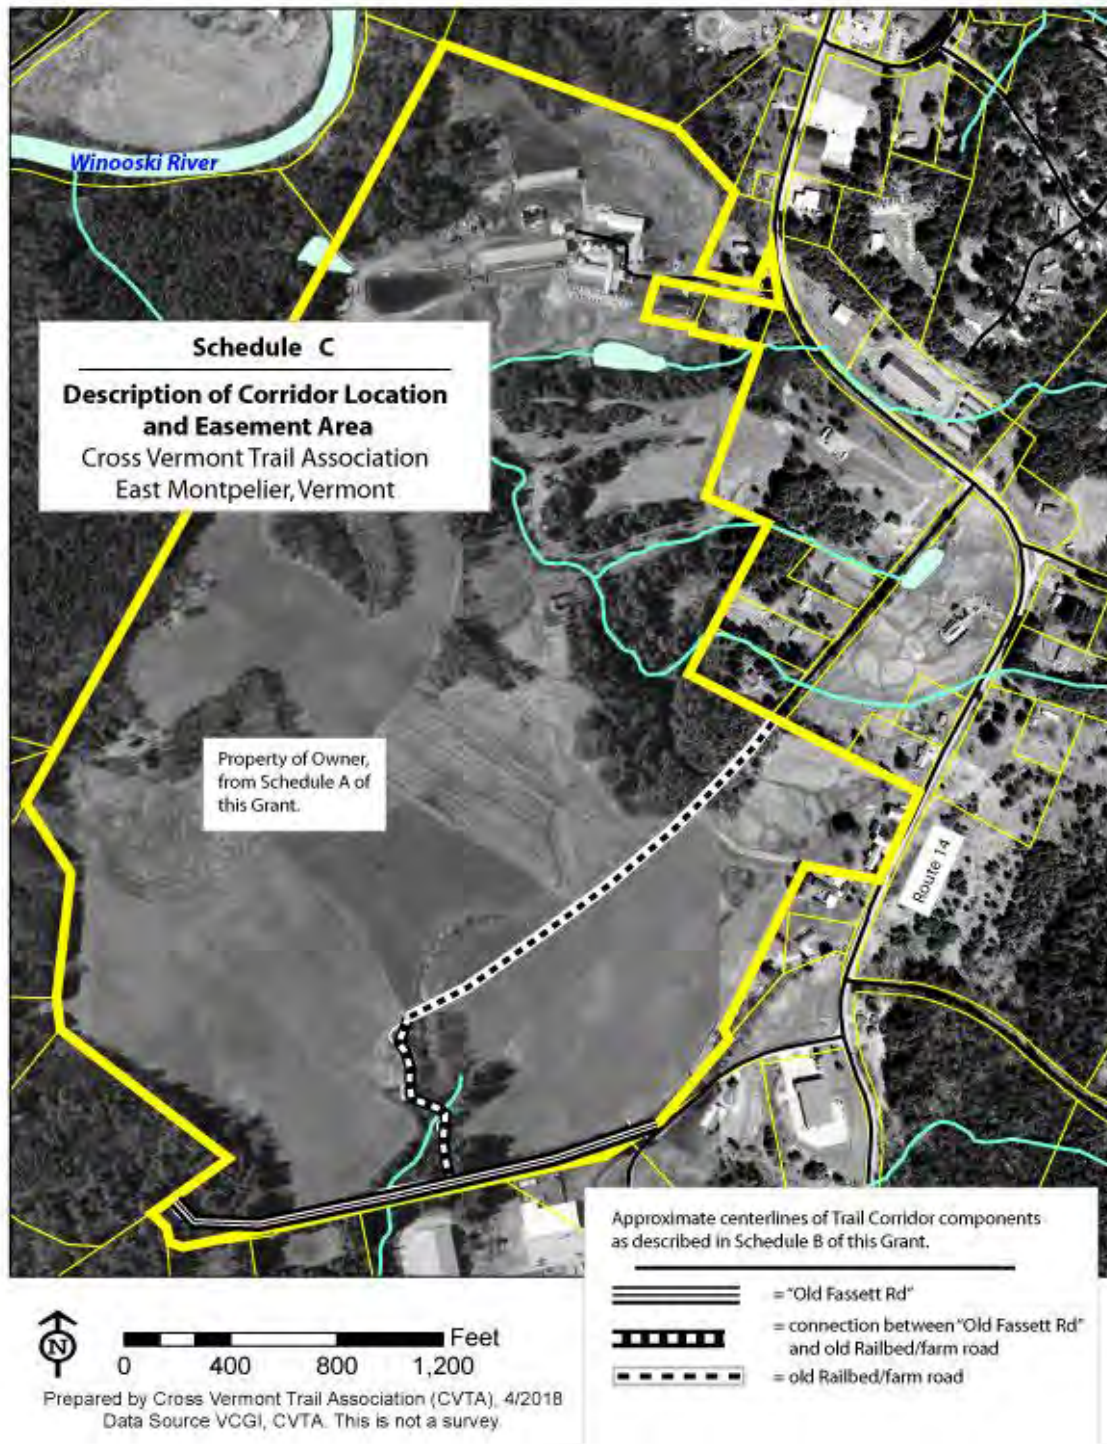 Winooski River
Schedule C
Description of Corridor Location
and Easement Area
Cross Vermont Trail Association
East Montpelier, Vermont
Property of Owner,
from Schedule A of
this Grant.
Route 14
Approximate centerlines of Trail Corridor components
as described in Schedule B of this Grant.
= "Old Fassett Rd"
= connection between "Old Fassett Rd"
and old Railbed/farm road
= old Railbed/farm road
N
Feet
0 400 800 1,200
Prepared by Cross Vermont Trail Association (CVTA), 4/2018
Data Source VCGI, CVTA. This is not a survey.